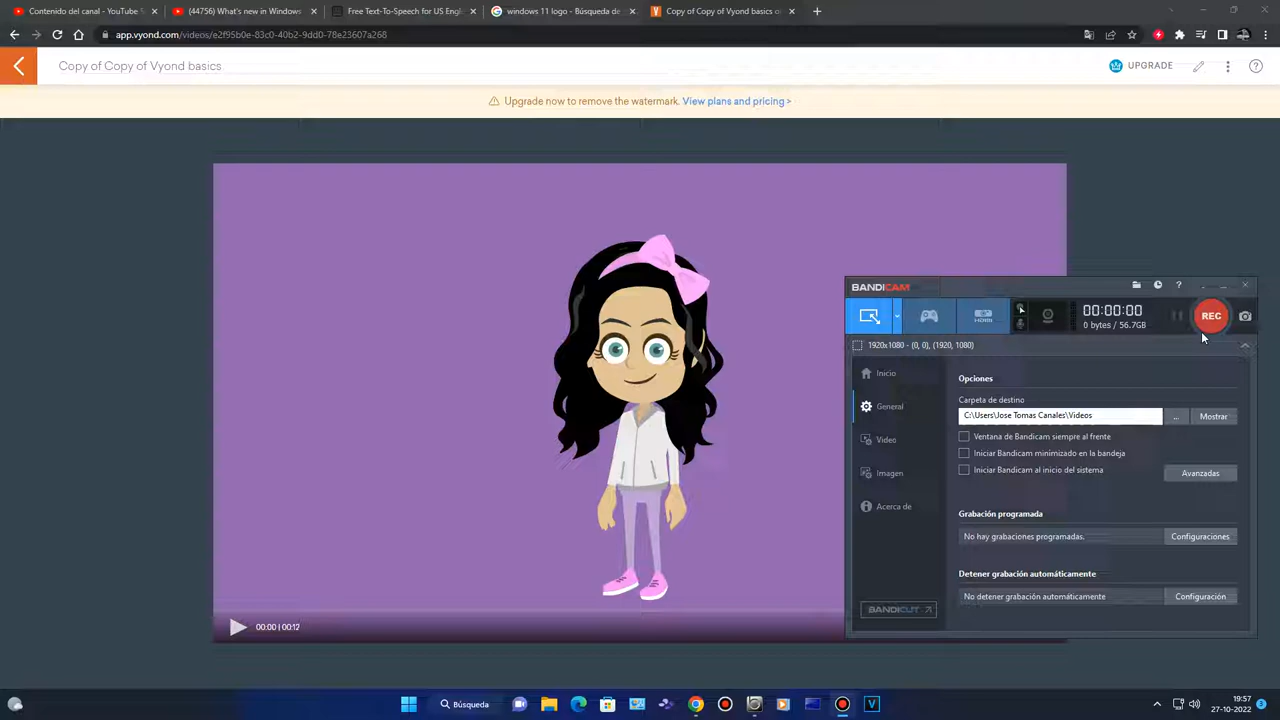 Contenido del canal - YouTube S
(44756) What's new in Windows
Free Text-To-Speech for US Engli
windows 11 logo - Búsqueda de
Copy of Copy of Vyond basics o
app.vyond.com/videos/e2f95b0e-83c0-40b2-9dd0-78e23607a268
Copy of Copy of Vyond basics
UPGRADE
Upgrade now to remove the watermark. View plans and pricing >
BANDICAM
HDMI
00:00:00
0 bytes / 56.7GB
REC
1920x1080 - (0, 0), (1920, 1080)
Inicio
General
Video
Imagen
Acerca de
BANDICUT
Opciones
Carpeta de destino
C:\Users\Jose Tomas Canales\Videos
...
Mostrar
Ventana de Bandicam siempre al frente
Iniciar Bandicam minimizado en la bandeja
Iniciar Bandicam al inicio del sistema
Avanzadas
Grabación programada
No hay grabaciones programadas.
Configuraciones
Detener grabación automáticamente
No detener grabación automáticamente
Configuración
00:00 | 00:12
Búsqueda
19:57
27-10-2022